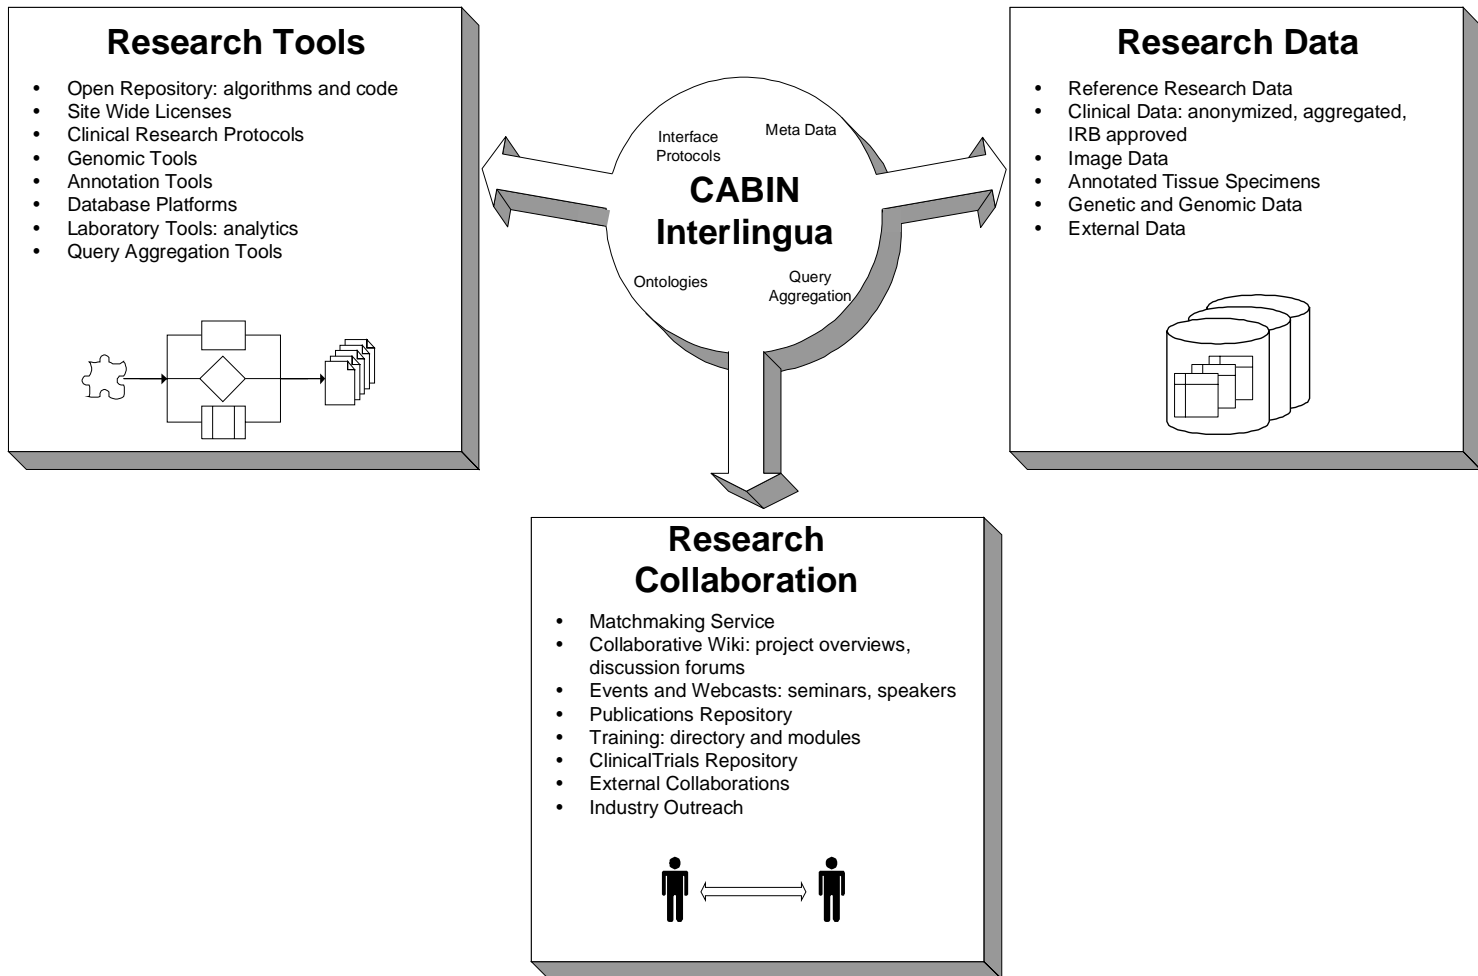 Research Tools
• Open Repository: algorithms and code
• Site Wide Licenses
• Clinical Research Protocols
• Genomic Tools
• Annotation Tools
• Database Platforms
• Laboratory Tools: analytics
• Query Aggregation Tools
Interface
Protocols
Meta Data
CABIN
Interlingua
Ontologies
Query
Aggregation
Research Data
• Reference Research Data
• Clinical Data: anonymized, aggregated,
IRB approved
• Image Data
• Annotated Tissue Specimens
• Genetic and Genomic Data
• External Data
Research
Collaboration
• Matchmaking Service
• Collaborative Wiki: project overviews,
discussion forums
• Events and Webcasts: seminars, speakers
• Publications Repository
• Training: directory and modules
• ClinicalTrials Repository
• External Collaborations
• Industry Outreach